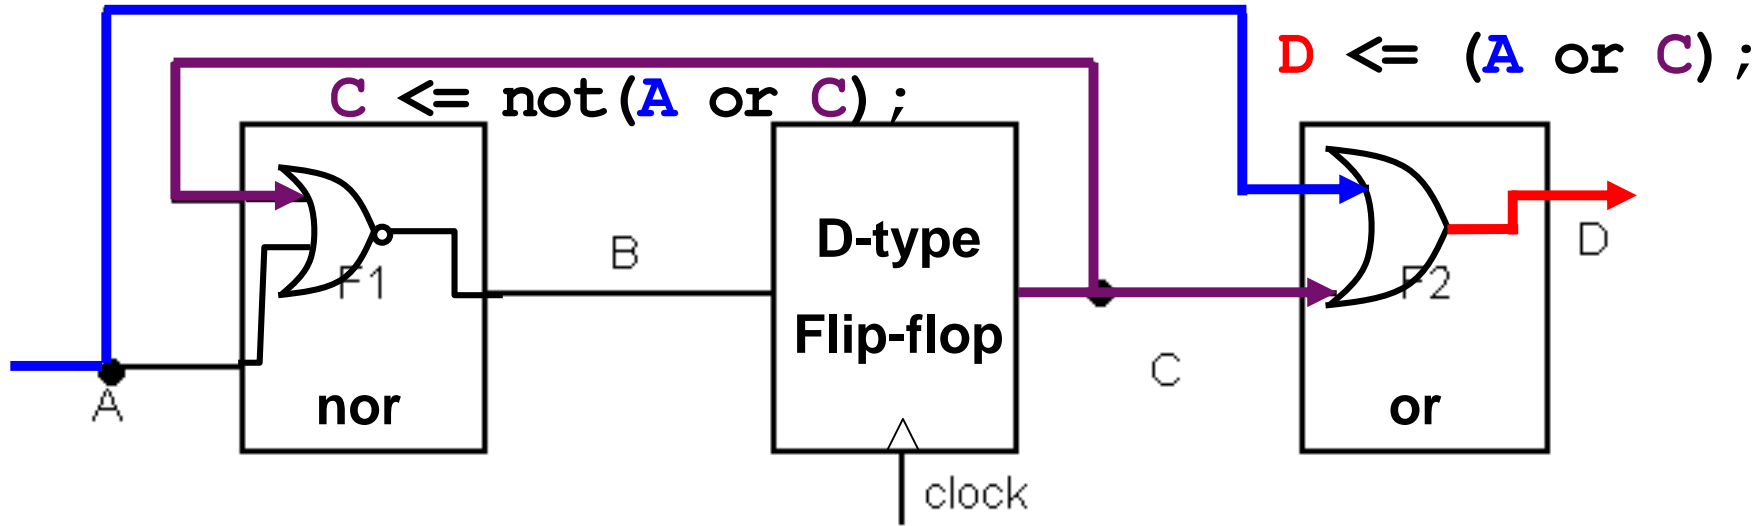 D <= (A or C);
C <= not(A or C);
F1
nor
A
B
D-type
Flip-flop
clock
C
F2
or
D